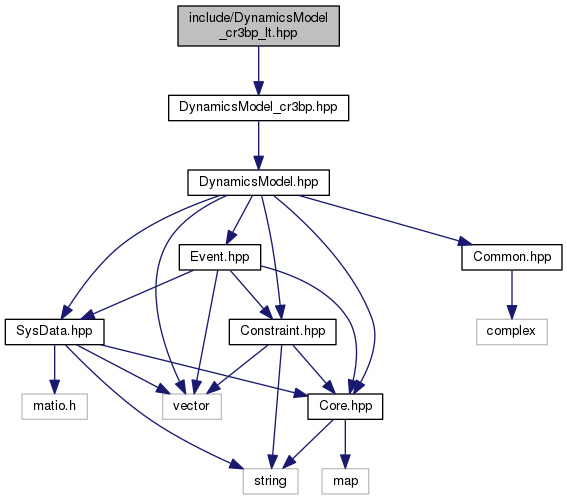 include/DynamicsModel
_cr3bp_lt.hpp
DynamicsModel_cr3bp.hpp
DynamicsModel.hpp
Event.hpp
Common.hpp
SysData.hpp
Constraint.hpp
complex
matio.h
vector
Core.hpp
string
map